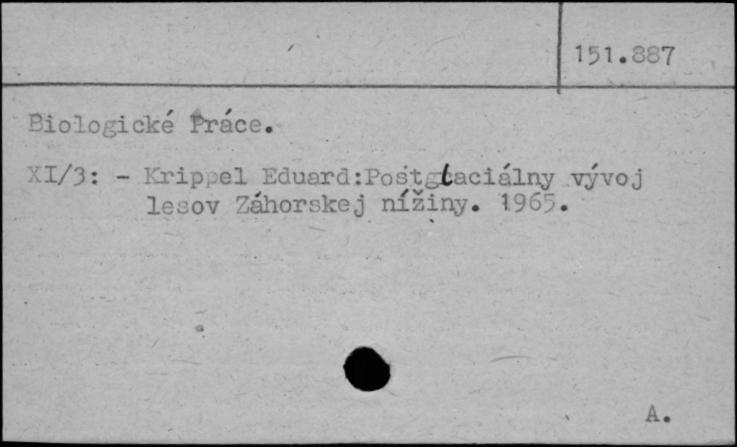 151.887
Biologické Práce.
XI/3: - Krippel Eduard:Postglaciálny vývoj
lesov Záhorskej nížiny. 1965.
A.